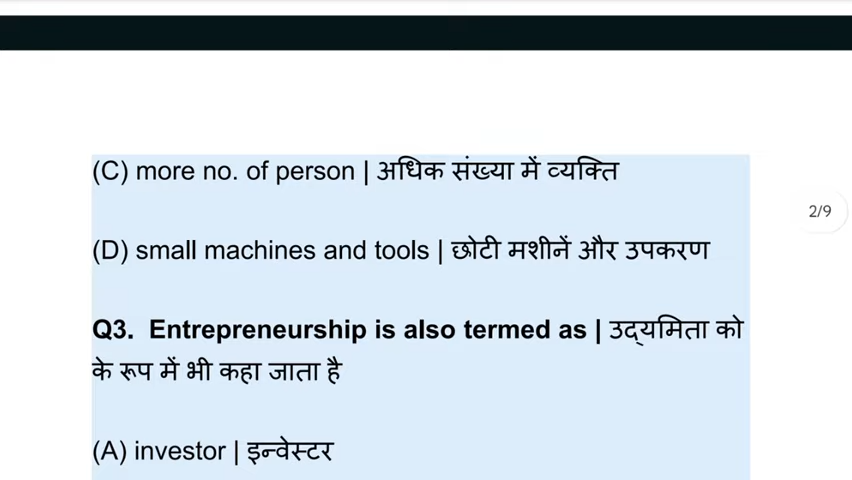 (C) more no. of person | अधिक संख्या में व्यक्ति
2/9
(D) small machines and tools | छोटी मशीनें और उपकरण
Q3. Entrepreneurship is also termed as | उद्यमिता को
के रूप में भी कहा जाता है
(A) investor | इन्वेस्टर